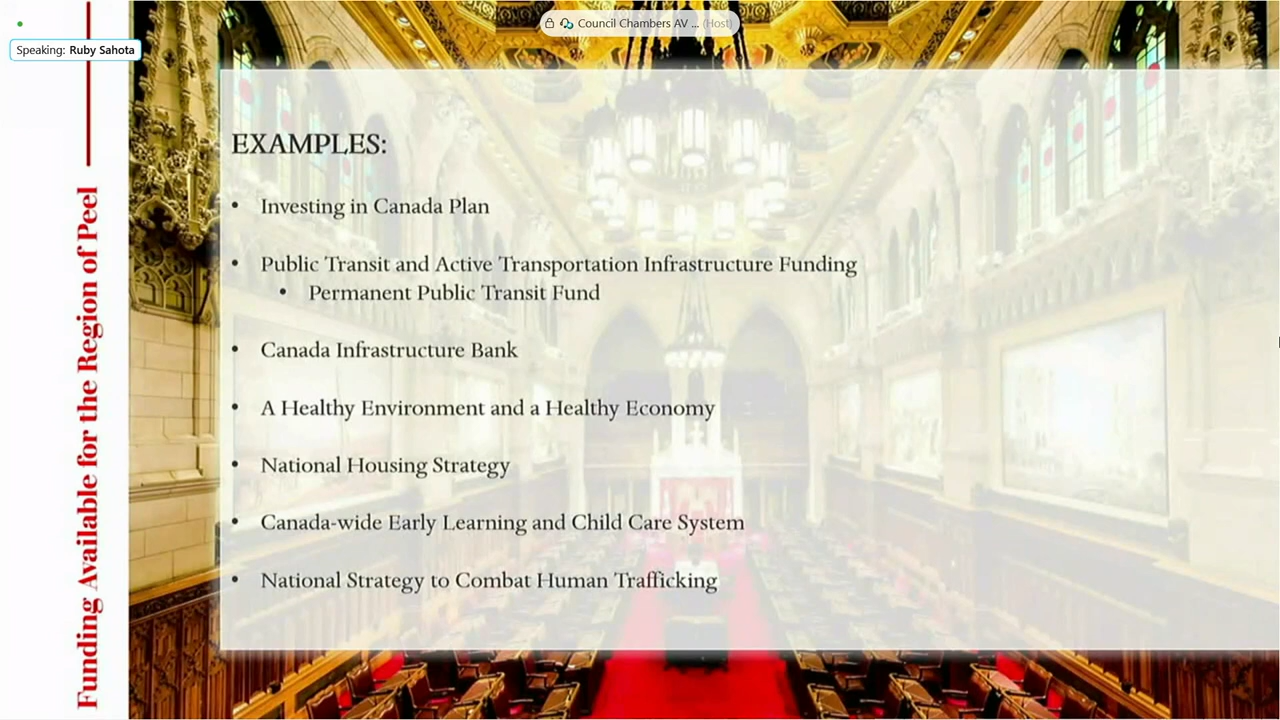 Council Chambers AV ... (Host)
Speaking: Ruby Sahota
Funding Available for the Region of Peel
EXAMPLES:
• Investing in Canada Plan
• Public Transit and Active Transportation Infrastructure Funding
• Permanent Public Transit Fund
• Canada Infrastructure Bank
• A Healthy Environment and a Healthy Economy
• National Housing Strategy
• Canada-wide Early Learning and Child Care System
• National Strategy to Combat Human Trafficking